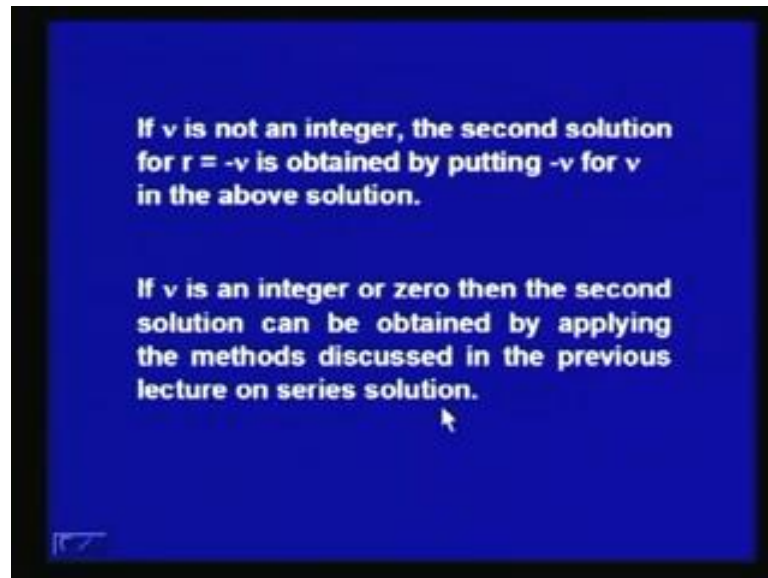 If ν is not an integer, the second solution
for r = -ν is obtained by putting -ν for ν
in the above solution.
If ν is an integer or zero then the second
solution can be obtained by applying
the methods discussed in the previous
lecture on series solution.